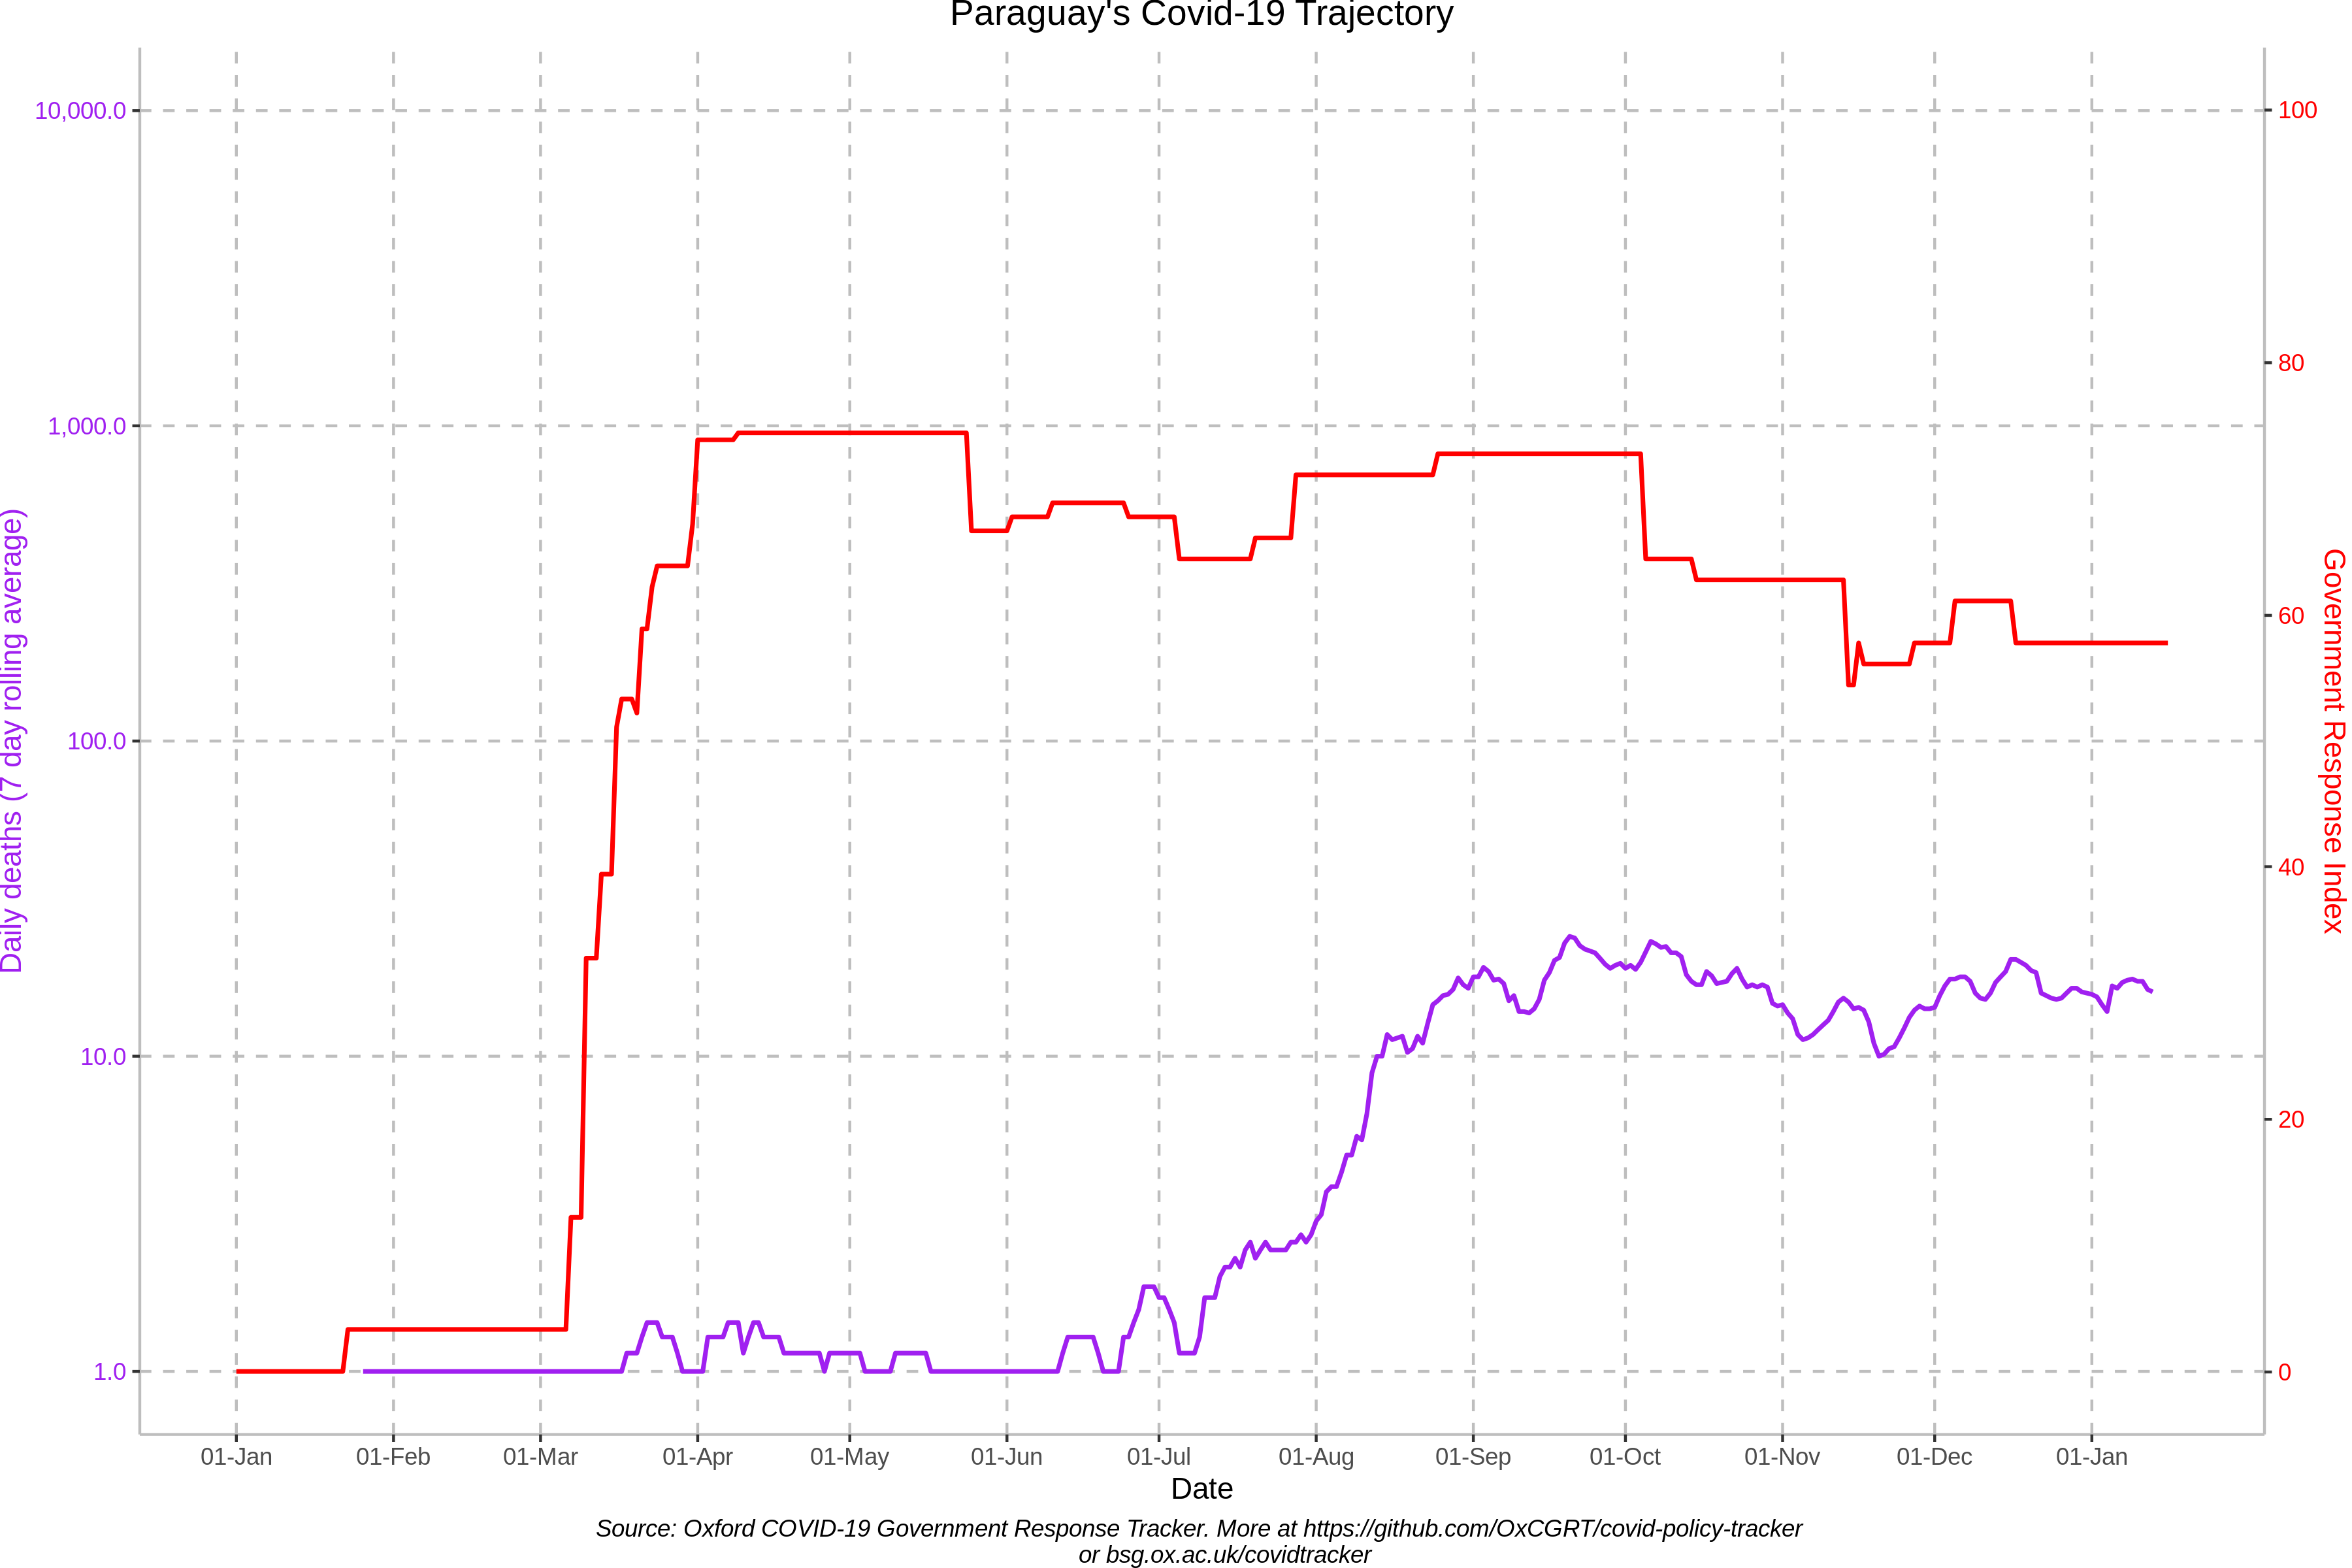 Paraguay's Covid-19 Trajectory
10,000.0
1,000.0
100.0
10.0
1.0
Daily deaths (7 day rolling average)
100
80
60
40
20
0
Government Response Index
01-Jan 01-Feb 01-Mar 01-Apr 01-May 01-Jun 01-Jul 01-Aug 01-Sep 01-Oct 01-Nov 01-Dec 01-Jan
Date
Source: Oxford COVID-19 Government Response Tracker. More at https://github.com/OxCGRT/covid-policy-tracker
or bsg.ox.ac.uk/covidtracker